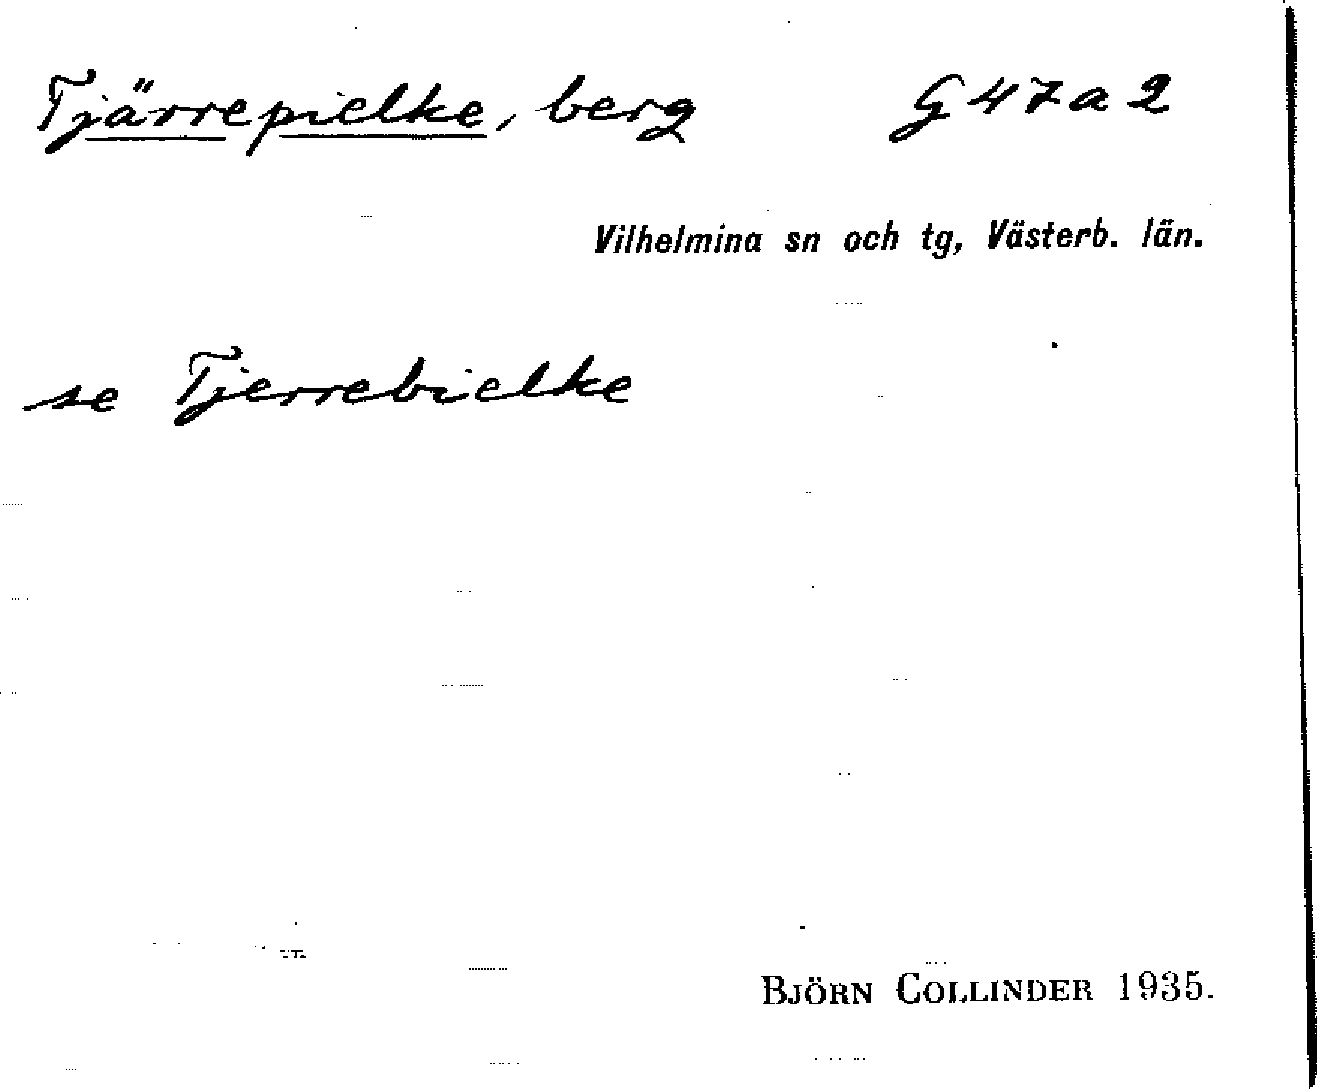 Tjärrepielke, berg G47a2
Vilhelmina sn och tg, Västerb. län.
se Tjerrebielke
BJÖRN COLLINDER 1935.